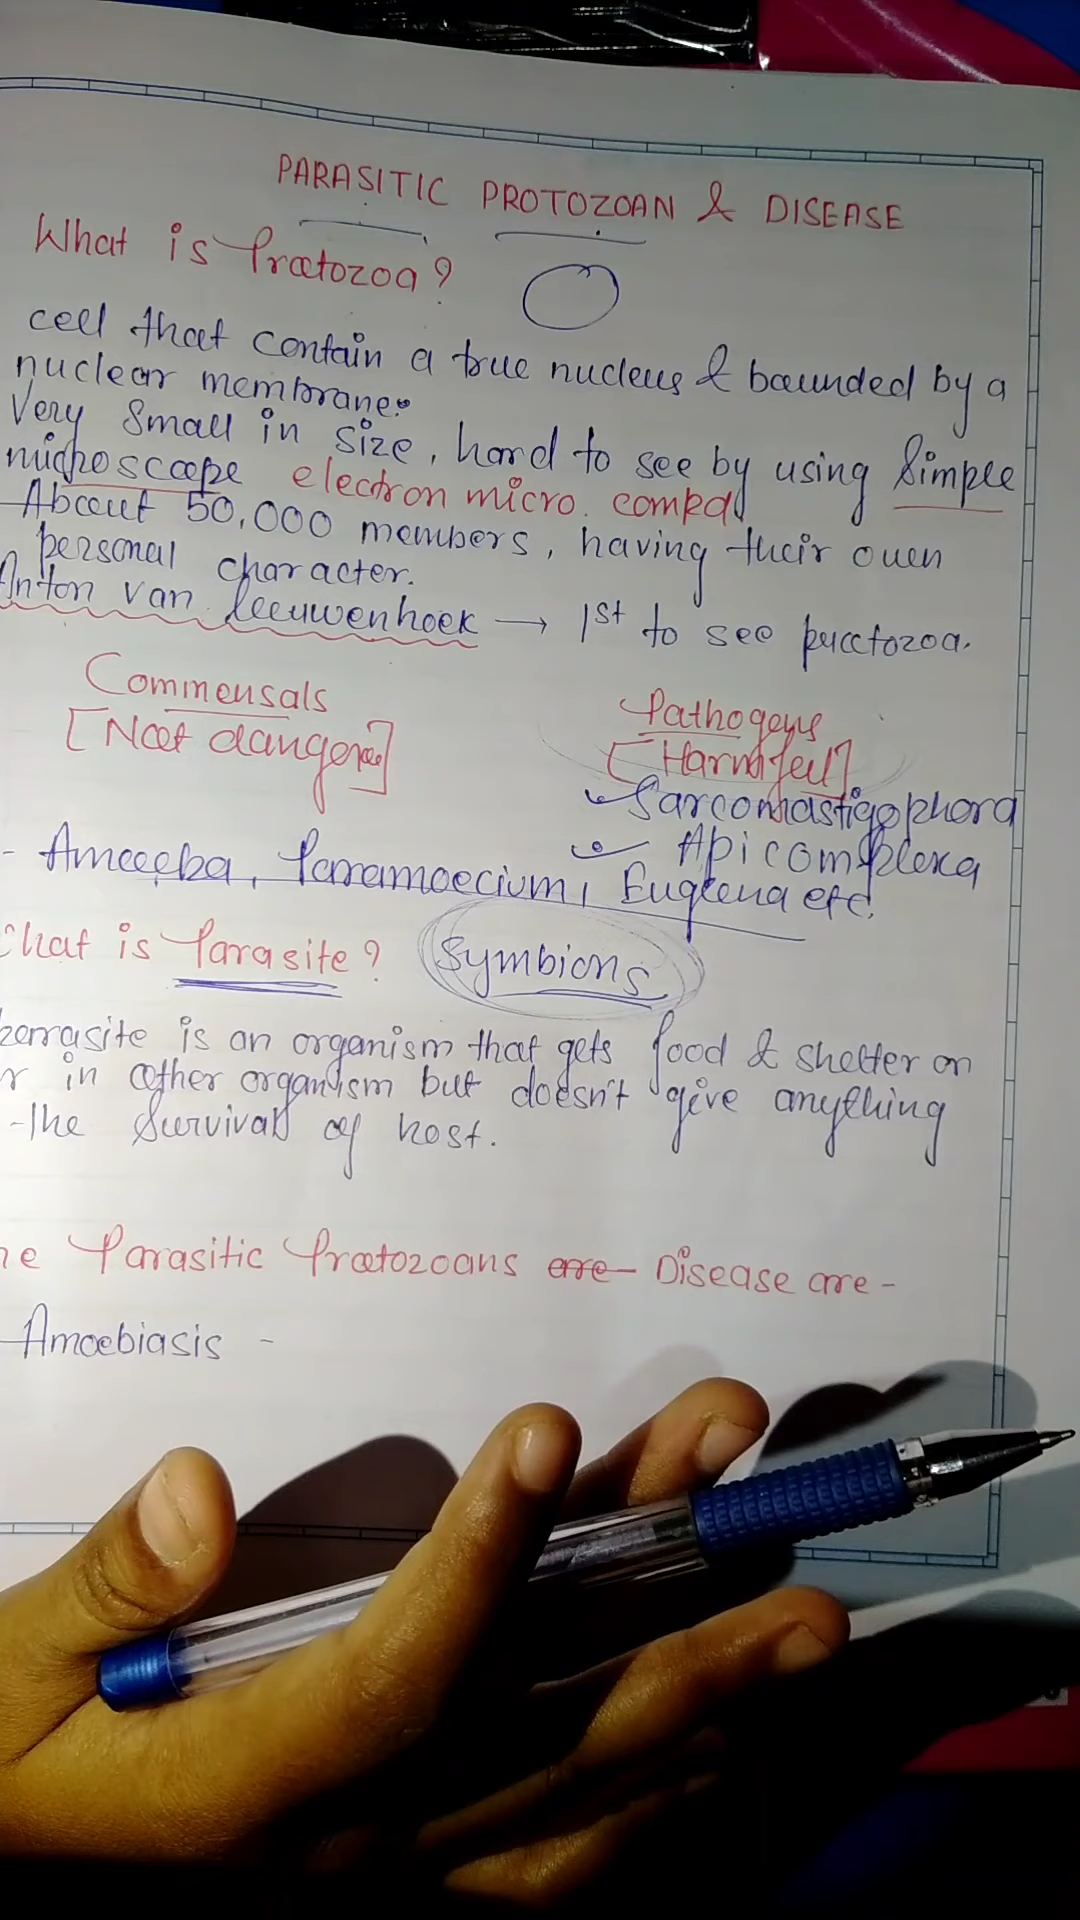 PARASITIC PROTOZOAN & DISEASE
What is Protozoa?
cell that contain a true nucleus & bounded by a
nuclear membrane.
Very small in size, hard to see by using simple
microscope electron micro. compd
About 50,000 members, having their own
personal character.
Anton van Leeuwenhoek → 1st to see protozoa.
Commensals
[Not dangerous]
Pathogens
[Harmful]
Sarcomastigophora
Apicomplexa
- Amoeba, Paramoecium, Euglena etc.
What is Parasite? Symbions
parasite is an organism that gets food & shelter on
r in other organism but doesn't give anything
the survival of host.
Parasitic Protozoans are Disease are -
Amoebiasis -